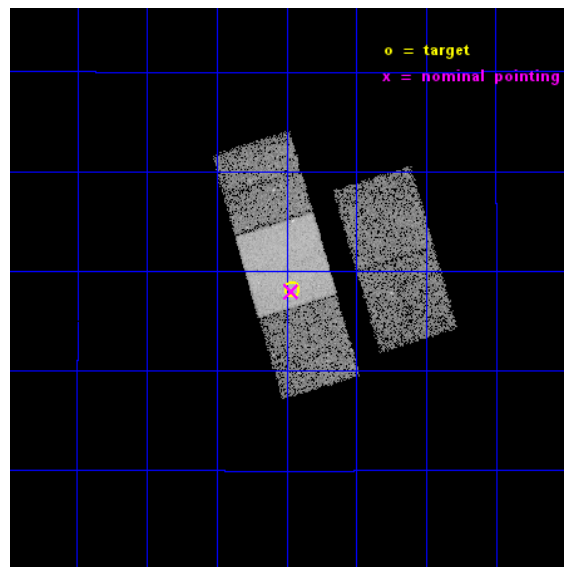 o = target
x = nominal pointing